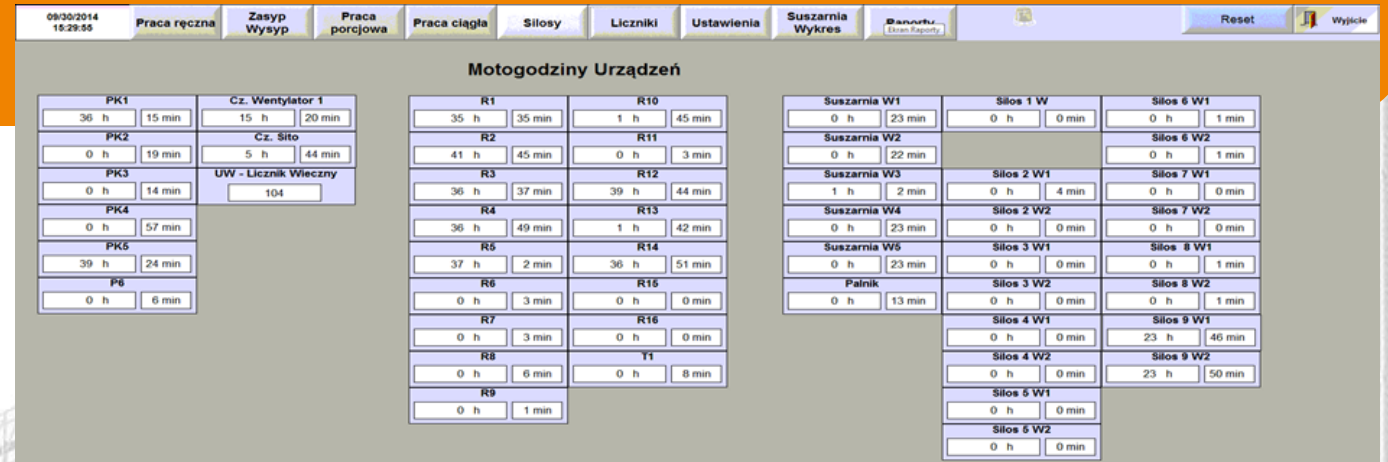 09/30/2014
15:29:55
Praca ręczna
Zasyp
Wysyp
Praca
porcjowa
Praca ciągła
Silosy
Liczniki
Ustawienia
Suszarnia
Wykres
Raporty
Ekran Raporty
Reset
Wyjście
Motogodziny Urządzeń
PK1
36 h 15 min
PK2
0 h 19 min
PK3
0 h 14 min
PK4
0 h 57 min
PK5
39 h 24 min
P6
0 h 6 min
Cz. Wentylator 1
15 h 20 min
Cz. Sito
5 h 44 min
UW - Licznik Wieczny
104
R1
35 h 35 min
R2
41 h 45 min
R3
36 h 37 min
R4
36 h 49 min
R5
37 h 2 min
R6
0 h 3 min
R7
0 h 3 min
R8
0 h 6 min
R9
0 h 1 min
R10
1 h 45 min
R11
0 h 3 min
R12
39 h 44 min
R13
1 h 42 min
R14
36 h 51 min
R15
0 h 0 min
R16
0 h 0 min
T1
0 h 8 min
Suszarnia W1
0 h 23 min
Suszarnia W2
0 h 22 min
Suszarnia W3
1 h 2 min
Suszarnia W4
0 h 23 min
Suszarnia W5
0 h 23 min
Palnik
0 h 13 min
Silos 1 W
0 h 0 min
Silos 2 W1
0 h 4 min
Silos 2 W2
0 h 0 min
Silos 3 W1
0 h 0 min
Silos 3 W2
0 h 0 min
Silos 4 W1
0 h 0 min
Silos 4 W2
0 h 0 min
Silos 5 W1
0 h 0 min
Silos 5 W2
0 h 0 min
Silos 6 W1
0 h 1 min
Silos 6 W2
0 h 1 min
Silos 7 W1
0 h 0 min
Silos 7 W2
0 h 0 min
Silos 8 W1
0 h 1 min
Silos 8 W2
0 h 1 min
Silos 9 W1
23 h 46 min
Silos 9 W2
23 h 50 min